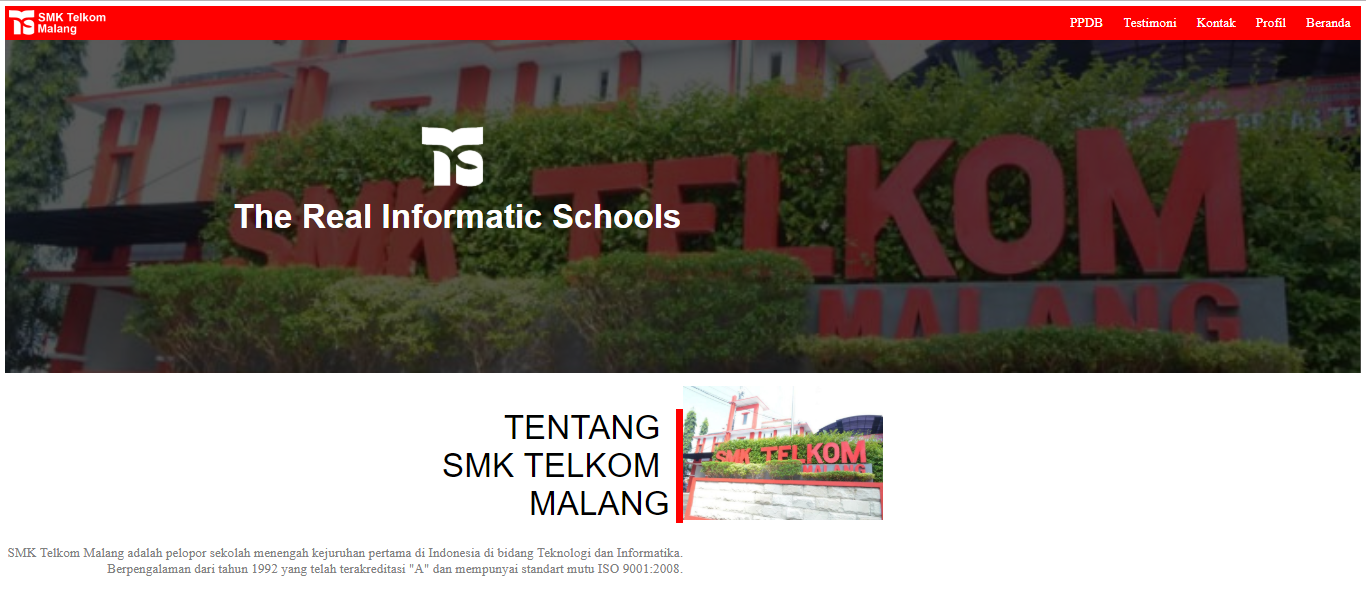 SMK Telkom
Malang
PPDB Testimoni Kontak Profil Beranda
SMK TELKOM
MALANG
The Real Informatic Schools
TENTANG
SMK TELKOM
MALANG
SMK TELKOM
MALANG
SMK Telkom Malang adalah pelopor sekolah menengah kejuruhan pertama di Indonesia di bidang Teknologi dan Informatika.
Berpengalaman dari tahun 1992 yang telah terakreditasi "A" dan mempunyai standart mutu ISO 9001:2008.